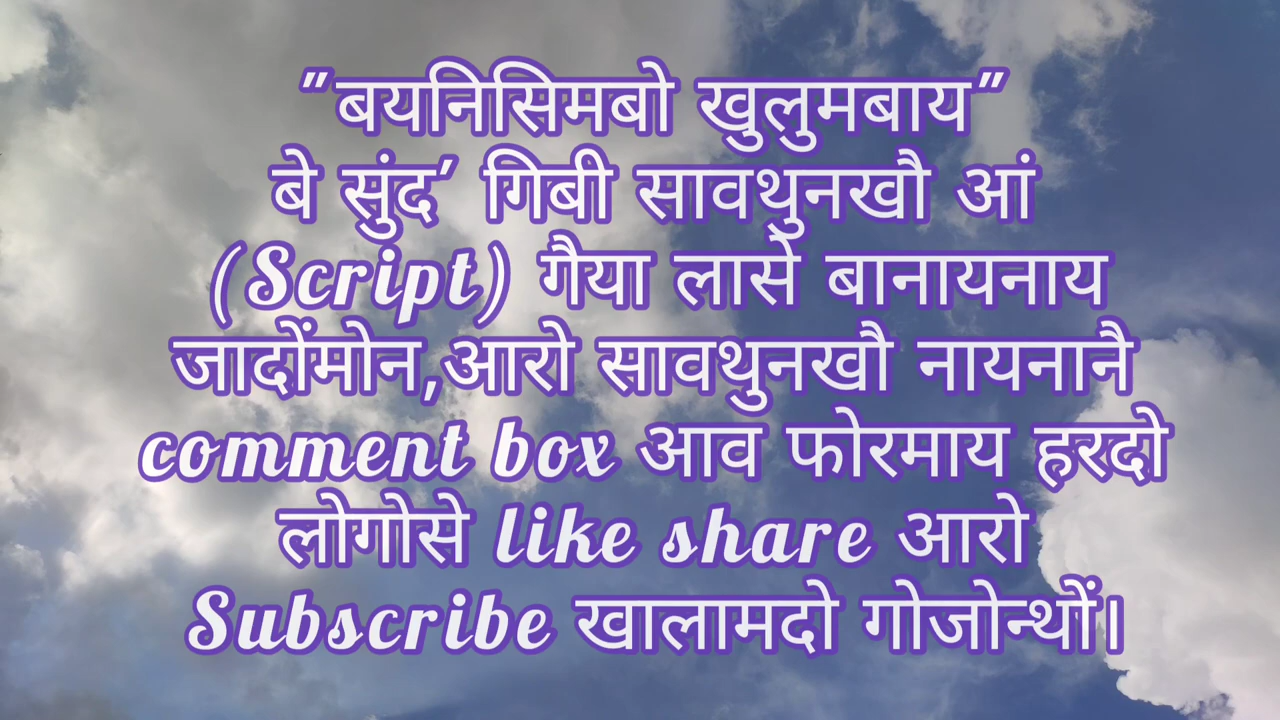 "बयनिसिमबो खुलुमबाय"
बे सुंद' गिबी सावथुनखौ आं
(Script) गैया लासे बानायनाय
जादोंमोन,आरो सावथुनखौ नायनानै
comment box आव फोरमाय हरदो
लोगोसे like share आरो
Subscribe खालामदो गोजोन्थों।